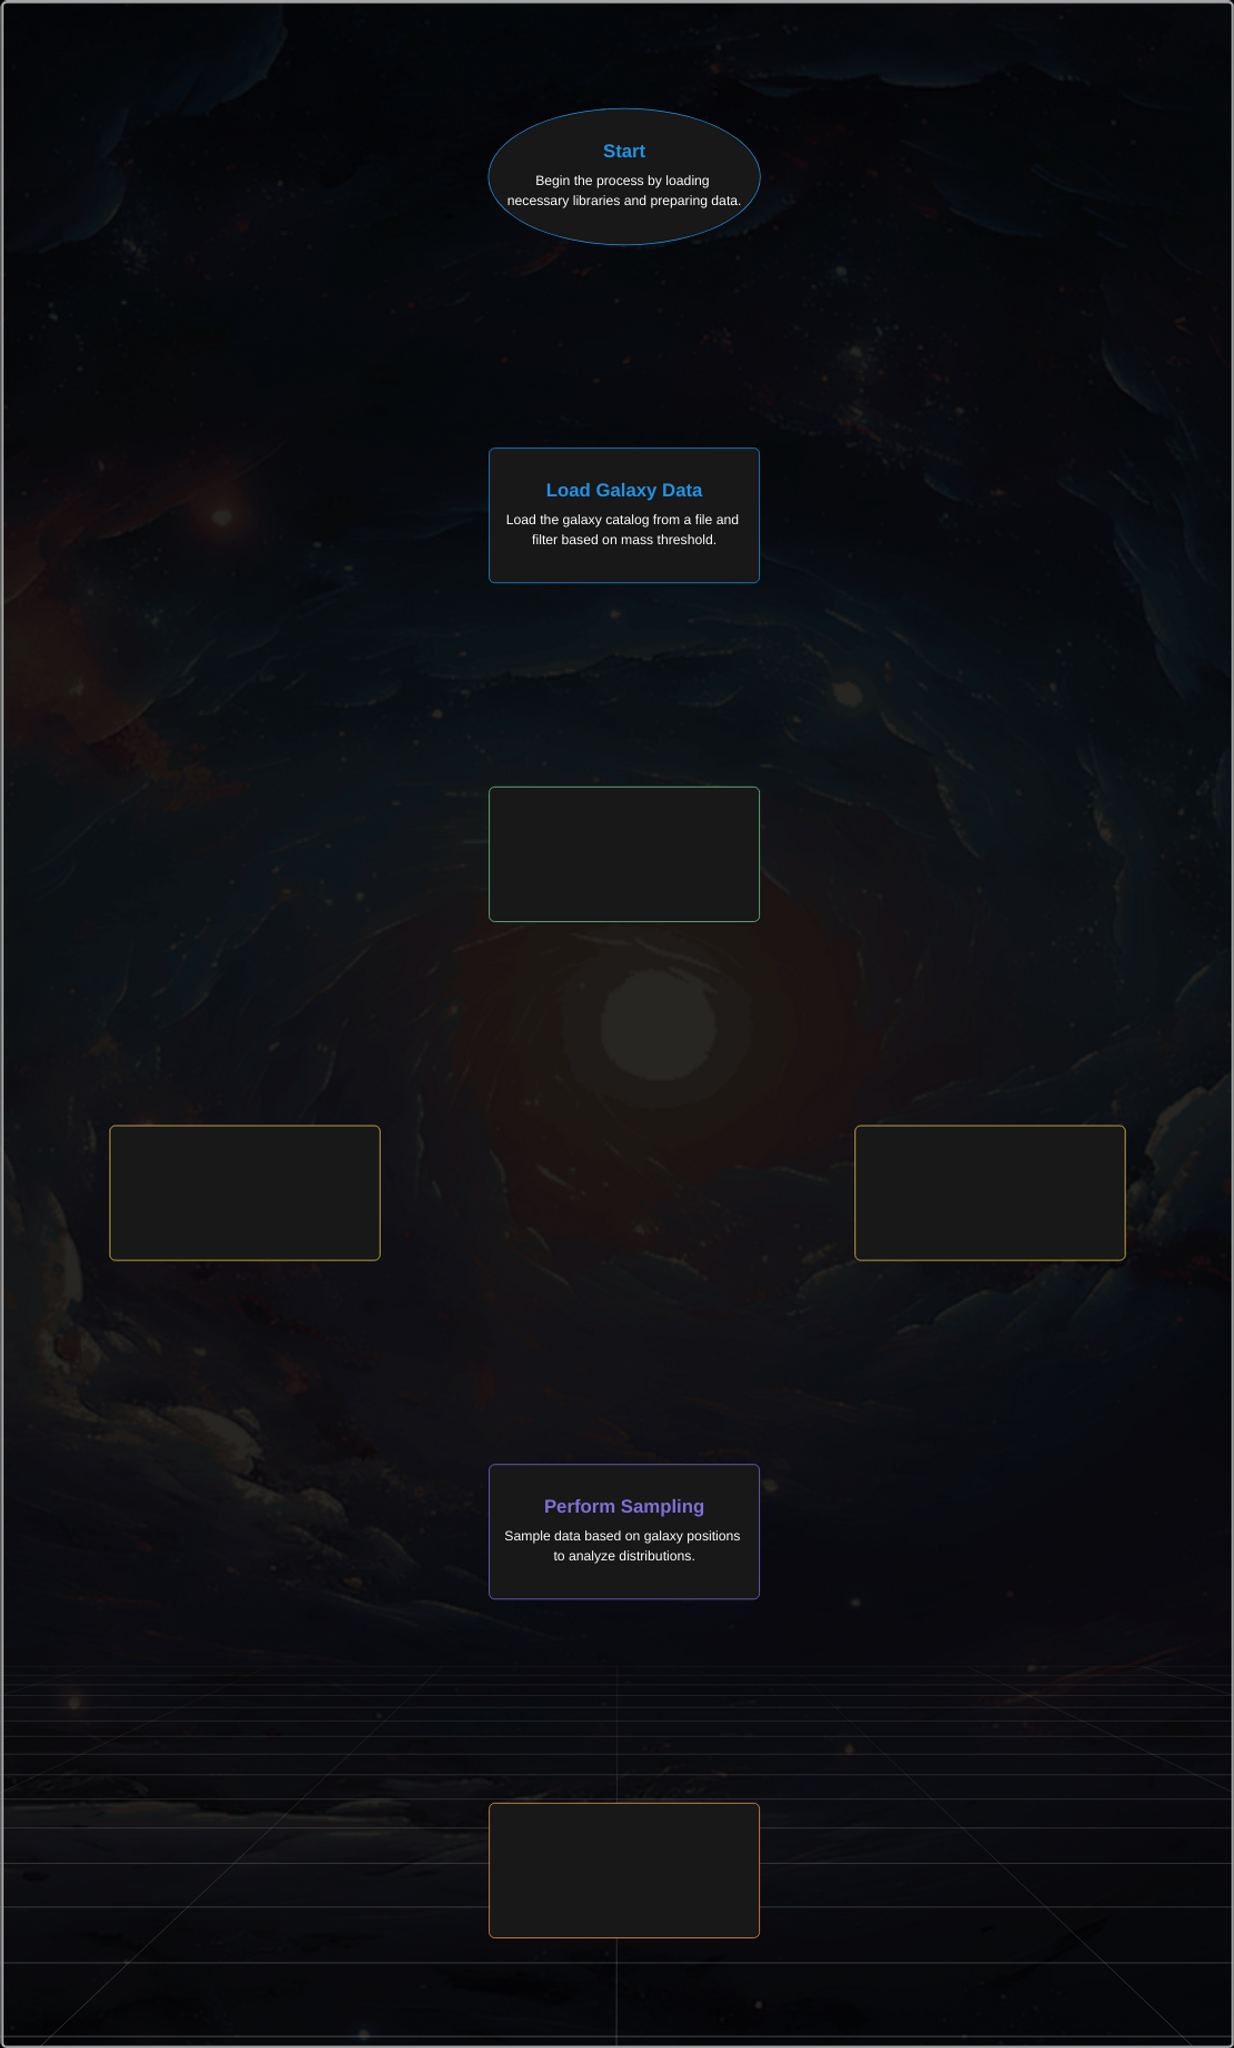 Start
Begin the process by loading
necessary libraries and preparing data.
Load Galaxy Data
Load the galaxy catalog from a file and
filter based on mass threshold.
Perform Sampling
Sample data based on galaxy positions
to analyze distributions.